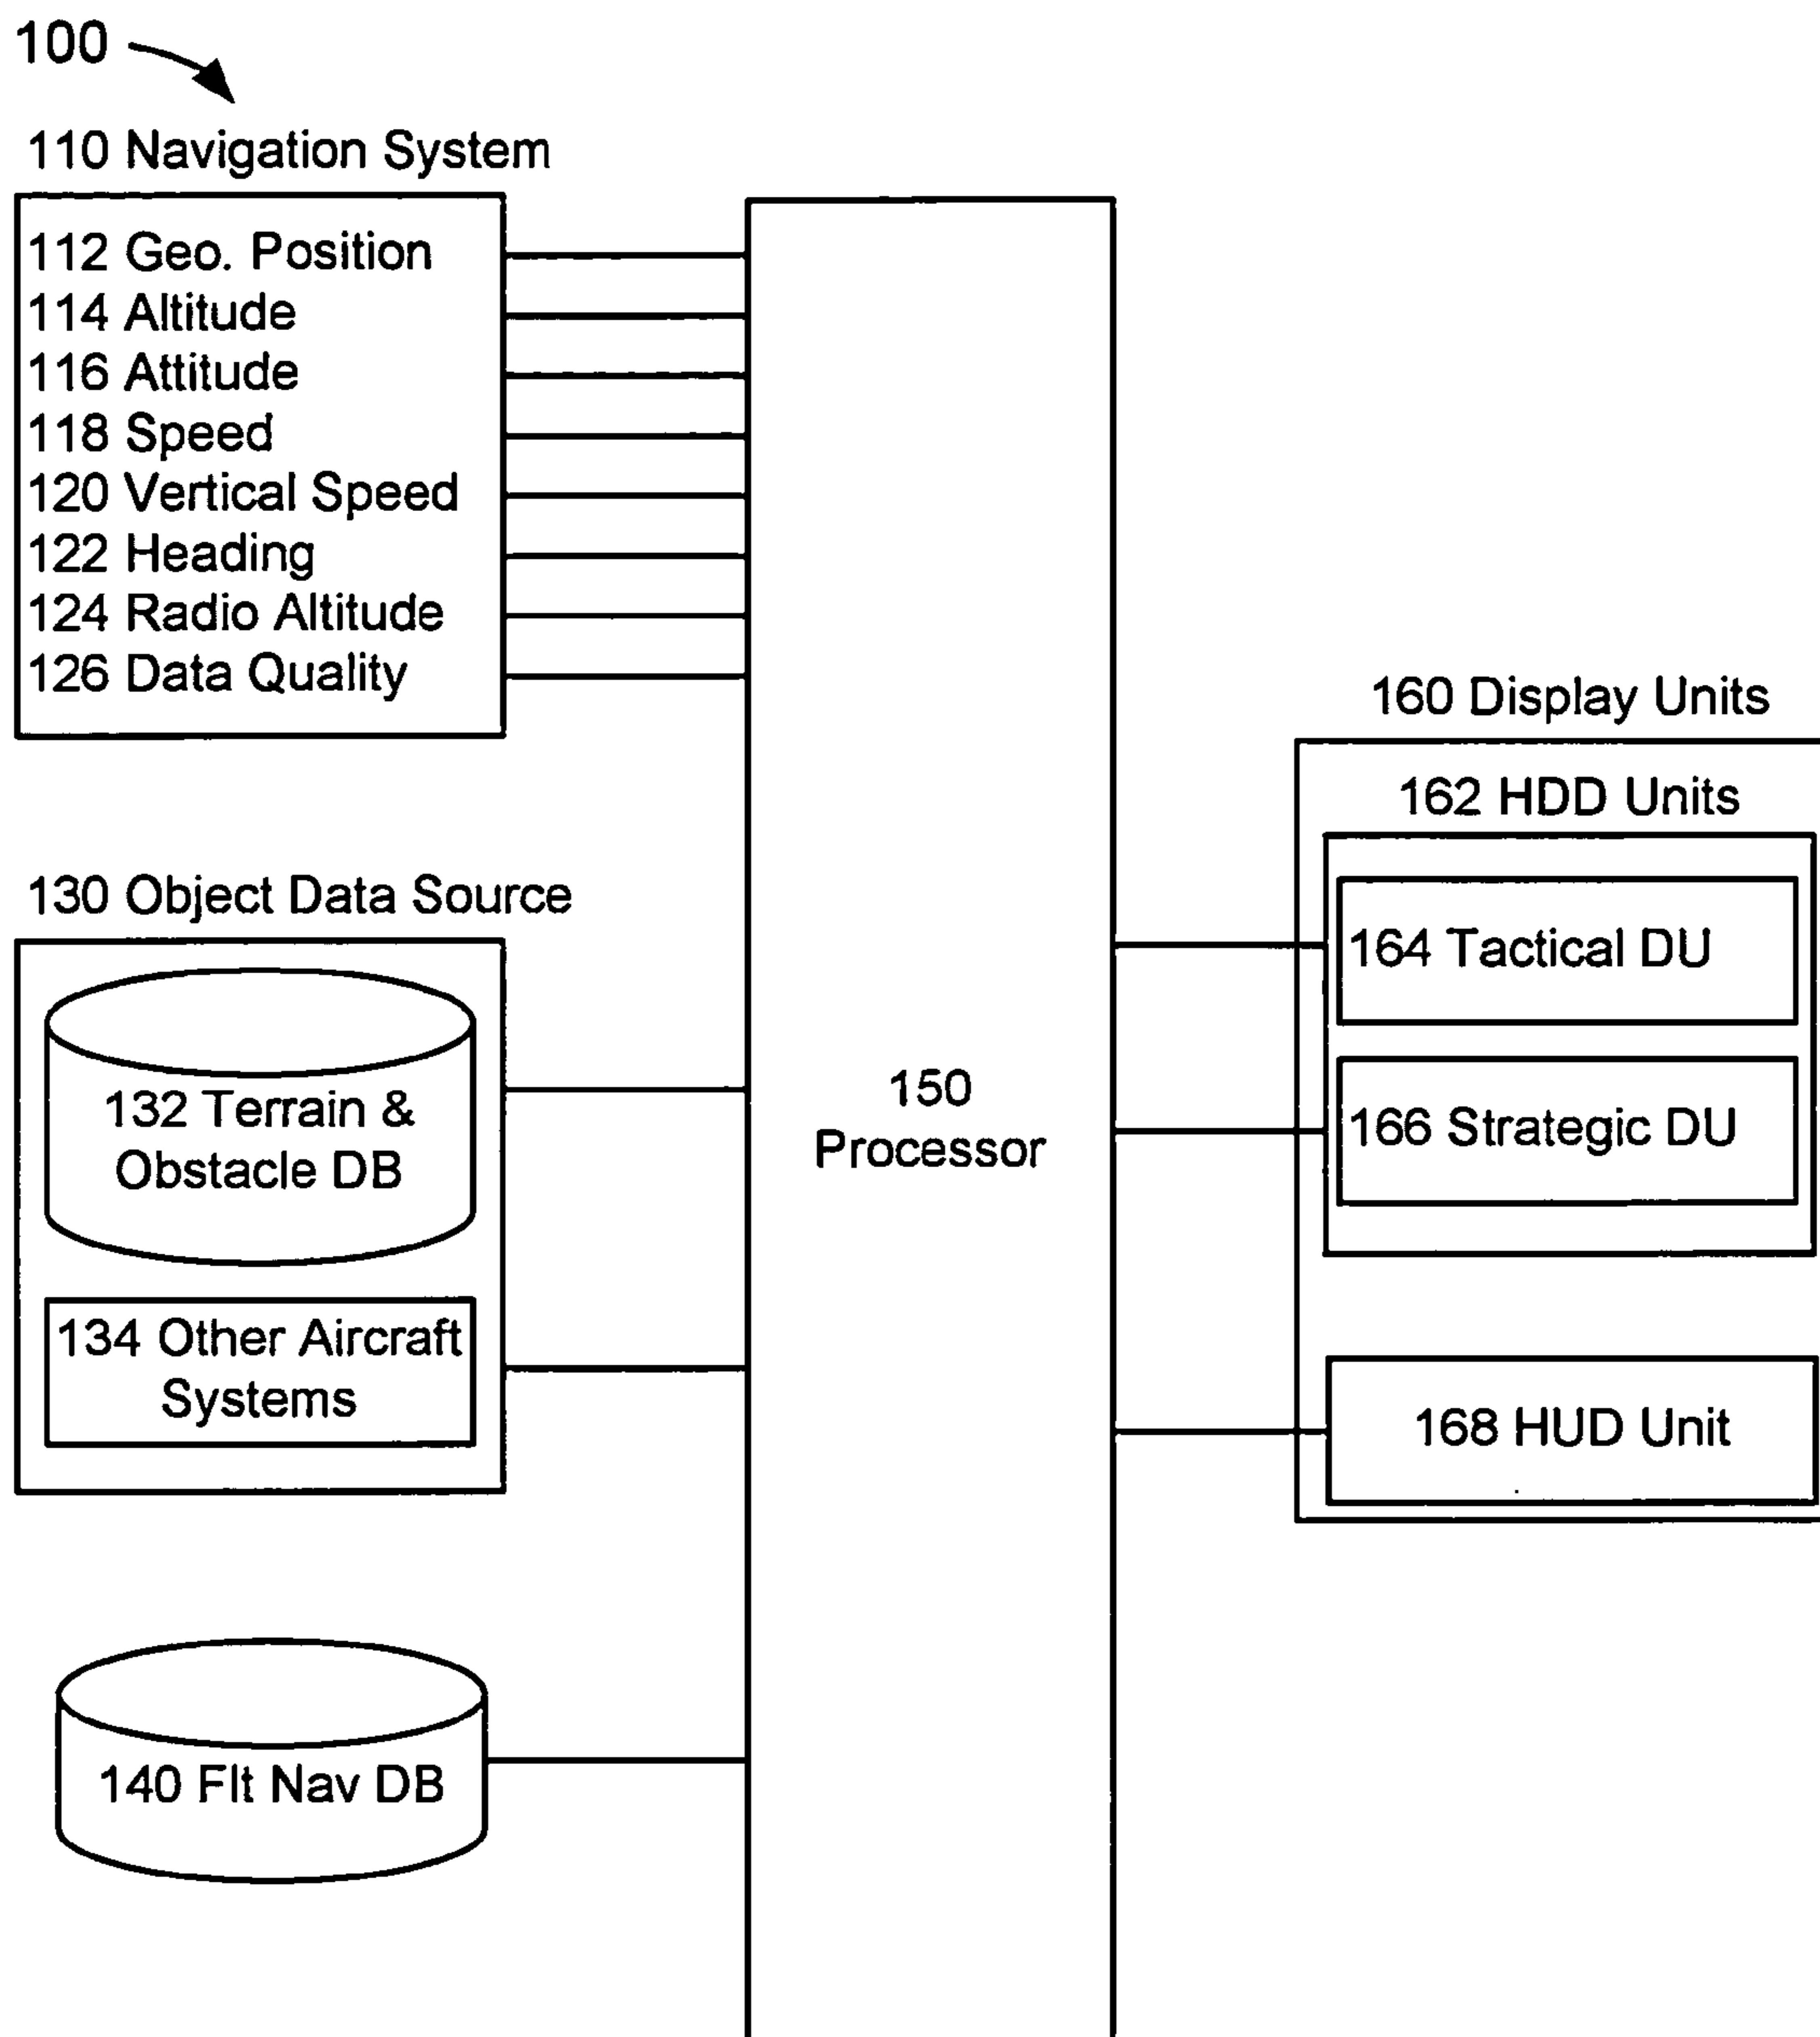 100
110 Navigation System
112 Geo. Position
114 Altitude
116 Attitude
118 Speed
120 Vertical Speed
122 Heading
124 Radio Altitude
126 Data Quality
130 Object Data Source
132 Terrain &
Obstacle DB
134 Other Aircraft
Systems
140 Flt Nav DB
150
Processor
160 Display Units
162 HDD Units
164 Tactical DU
166 Strategic DU
168 HUD Unit